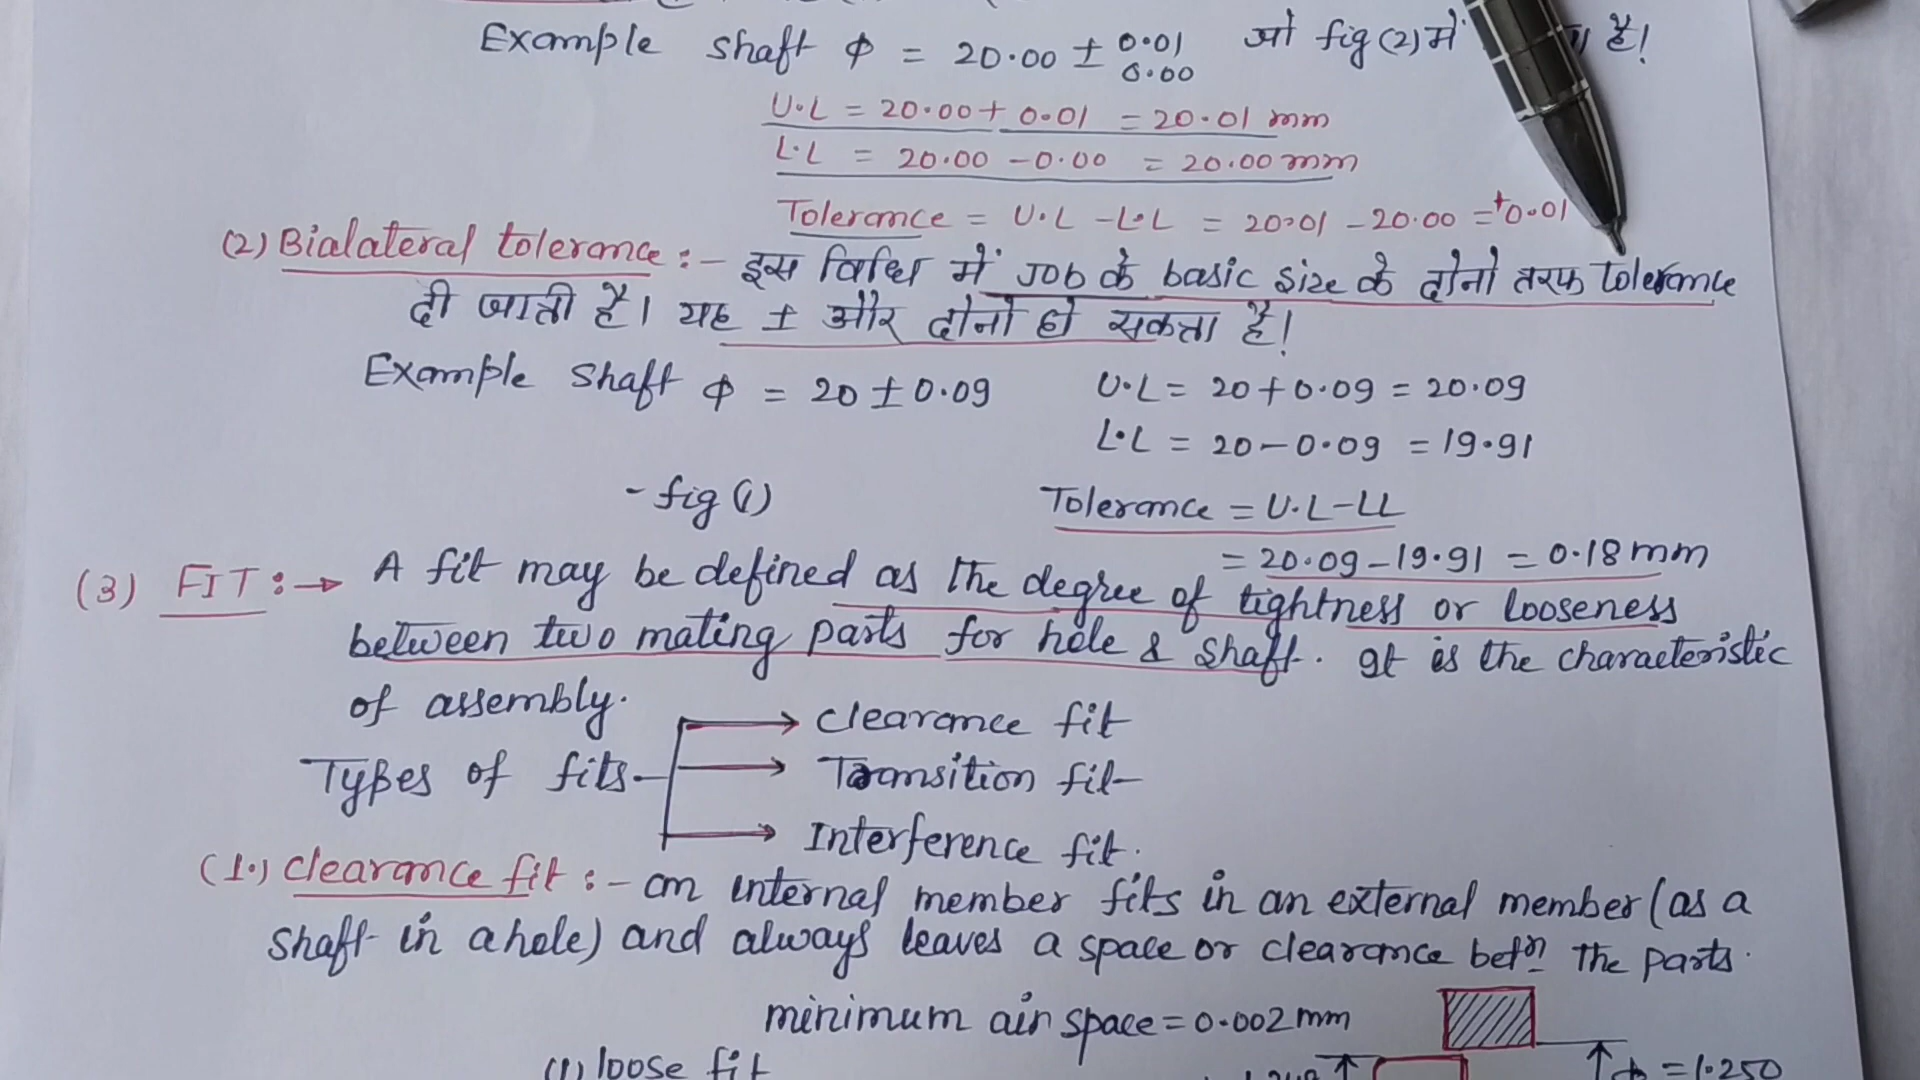 Example shaft ϕ = 20.00 ± 0.01 0.00 जो fig (2) में है!
U.L = 20.00 + 0.01 = 20.01 mm
L.L = 20.00 - 0.00 = 20.00 mm
Tolerance = U.L - L.L = 20.01 - 20.00 = +0.01
(2) Bialateral tolerance :- इस विधि में Job के basic size के दोनो तरफ tolerance
दी जाती है। यह ± और दोनों हो सकता है!
Example shaft ϕ = 20 ± 0.09 U.L = 20 + 0.09 = 20.09
L.L = 20 - 0.09 = 19.91
- fig (1) Tolerance = U.L - LL
= 20.09 - 19.91 = 0.18 mm
(3) FIT :→ A fit may be defined as the degree of tightness or looseness
between two mating parts for hole & shaft. It is the characteristic
of assembly.
Types of fits → Clearance fit
→ Transition fit
→ Interference fit.
(1.) Clearance fit :- an internal member fits in an external member (as a
shaft in a hole) and always leaves a space or clearance betn the parts.
minimum air space = 0.002 mm
(1) loose fit
= 1.250